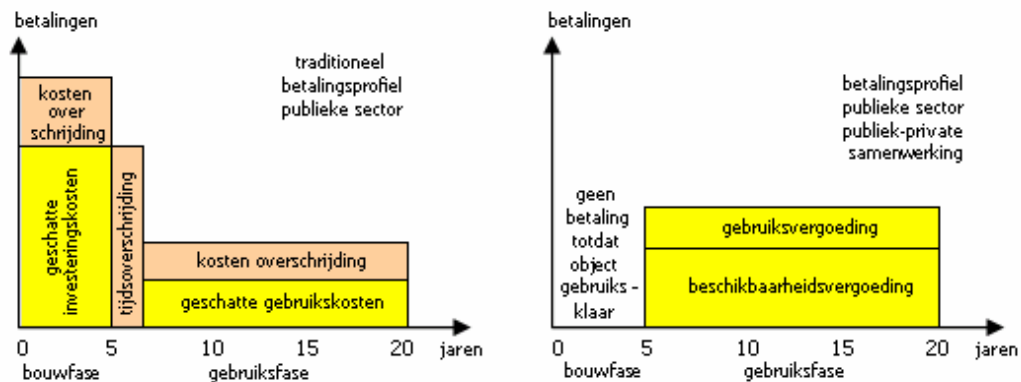 betalingen
traditioneel
betalingsprofiel
publieke sector
kosten
over
schrijding
geschatte
investeringskosten
tijdsoverschrijding
kosten overschrijding
geschatte gebruikskosten
0 5 10 15 20 jaren
bouwfase gebruiksfase
betalingen
betalingsprofiel
publieke sector
publiek-private
samenwerking
geen
betaling
totdat
object
gebruiks -
klaar
gebruiksvergoeding
beschikbaarheidsvergoeding
0 5 10 15 20 jaren
bouwfase gebruiksfase